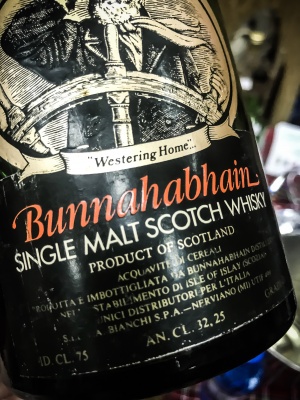 "Westering Home"...
Bunnahabhain
SINGLE MALT SCOTCH WHISKY
PRODUCT OF SCOTLAND
ACQUAVITE DI CEREALI
E IMBOTTIGLIATA DA BUNNAHABHAIN
STABILIMENTO DI ISLE OF ISLAY
DISTRIBUTORI PER L'ITALIA
BIANCHI S.P.A.-NERVIANO (MI)
CL. 75
AN. CL. 32, 25